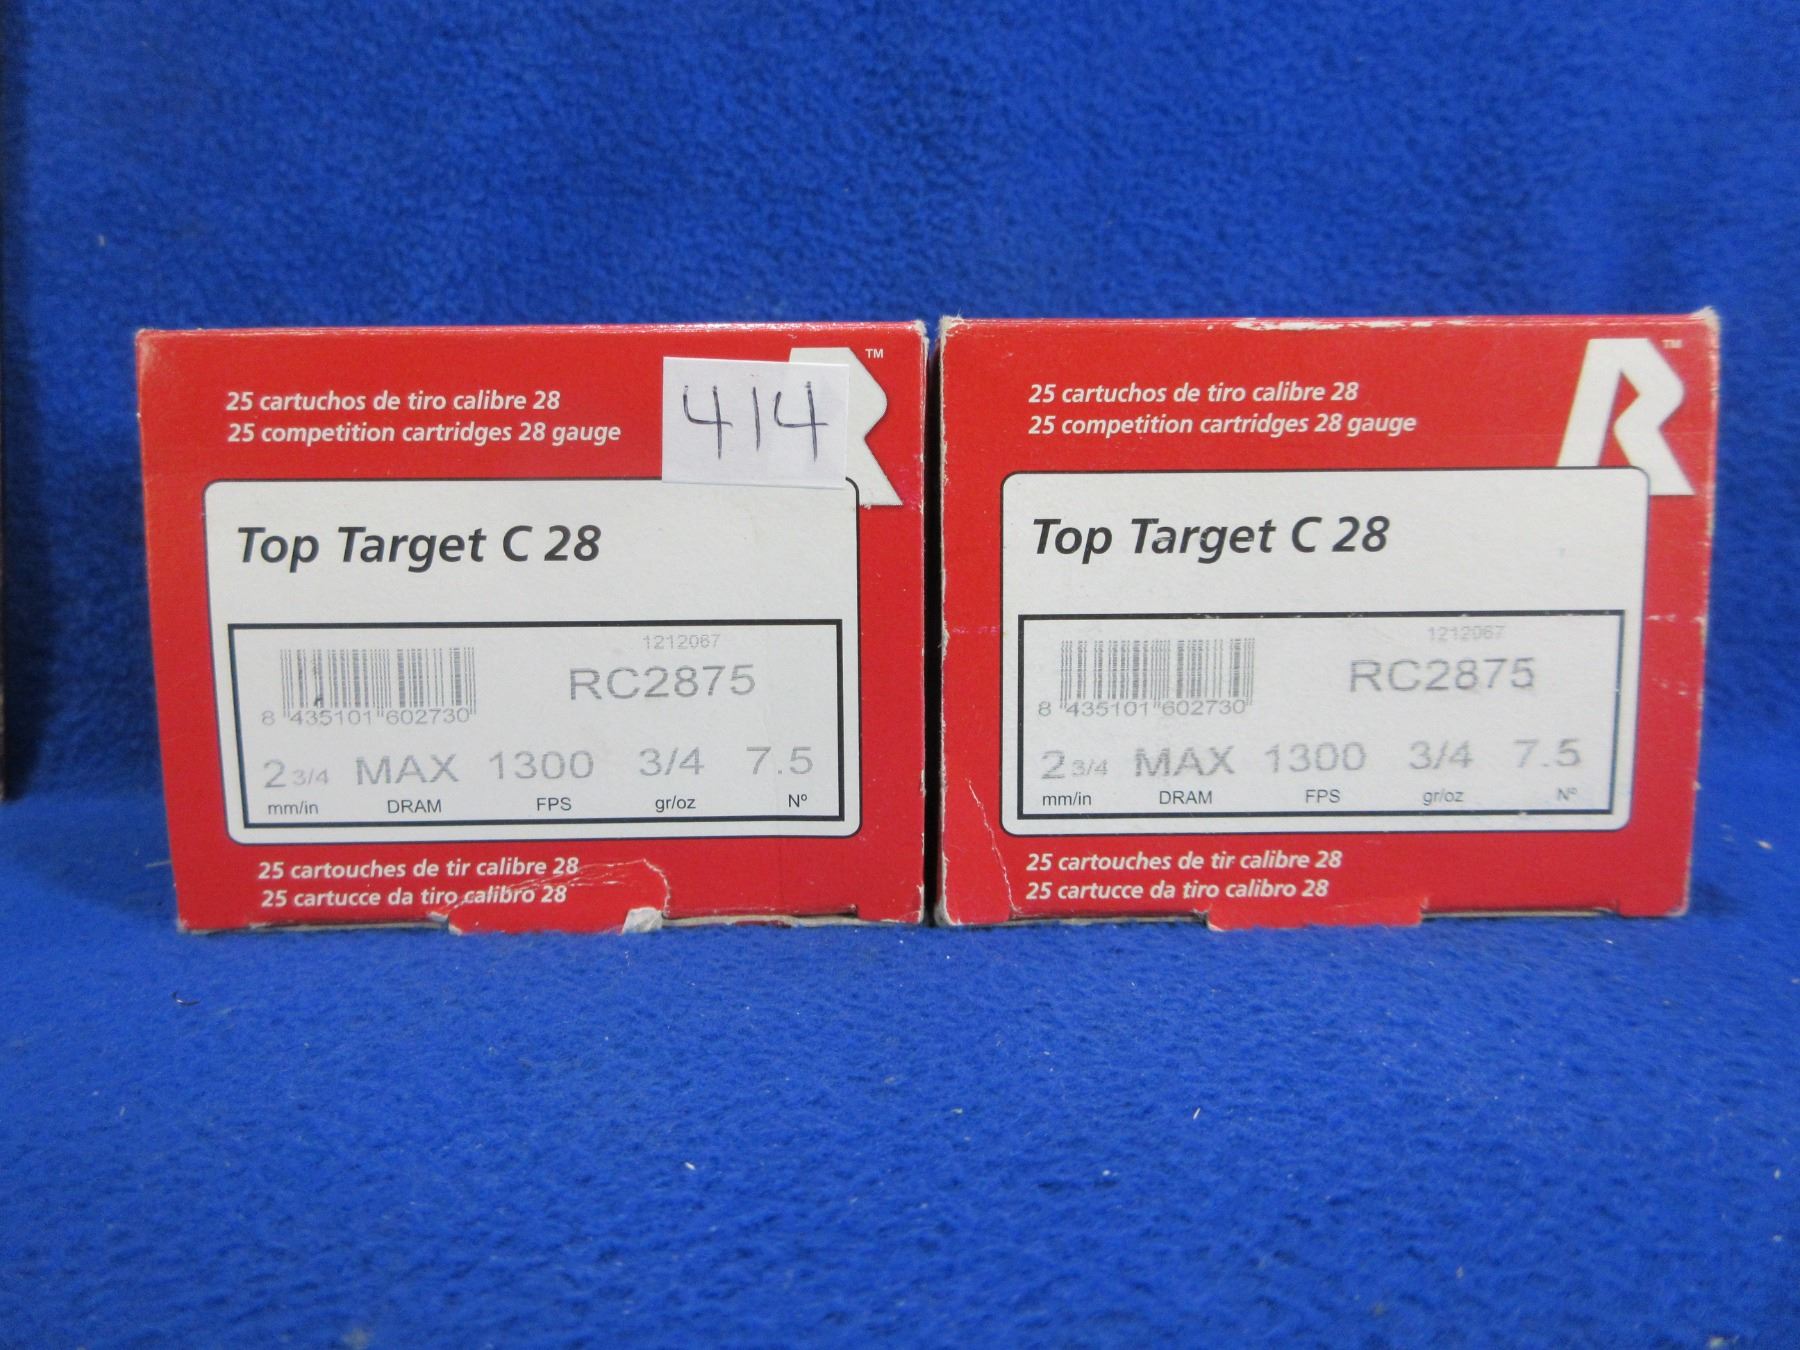 25 cartuchos de tiro calibre 28
25 competition cartridges 28 gauge
414
R™
Top Target C 28
1212067
RC2875
8 435101 602730
2 3/4 MAX 1300 3/4 7.5
mm/in DRAM FPS gr/oz Nº
25 cartouches de tir calibre 28
25 cartucce da tiro calibro 28
25 cartuchos de tiro calibre 28
25 competition cartridges 28 gauge
R™
Top Target C 28
1212067
RC2875
8 435101 602730
2 3/4 MAX 1300 3/4 7.5
mm/in DRAM FPS gr/oz Nº
25 cartouches de tir calibre 28
25 cartucce da tiro calibro 28